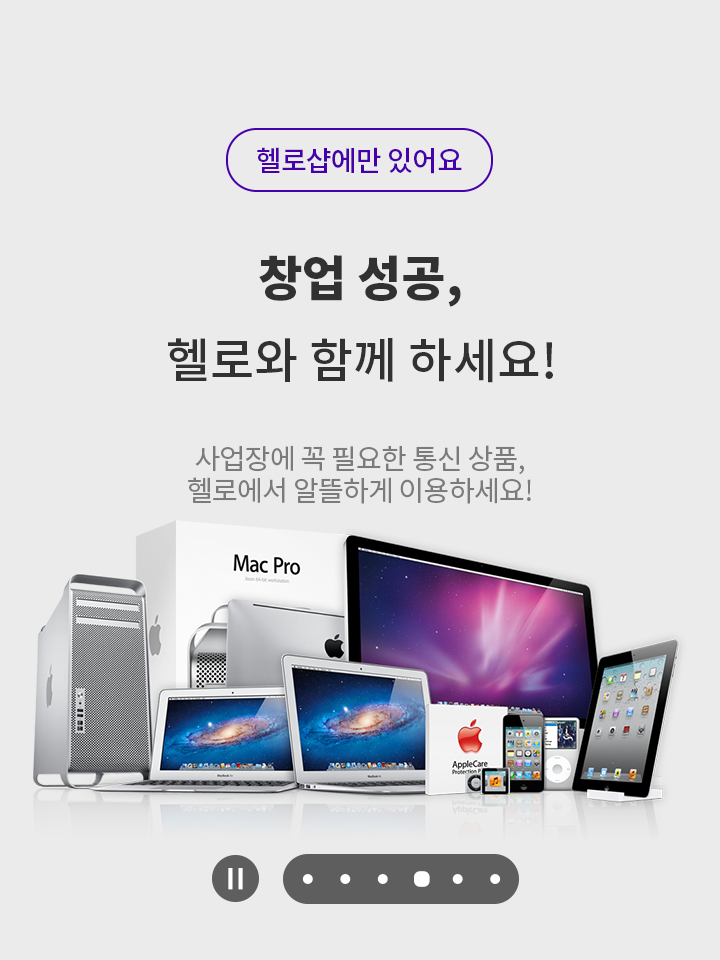 헬로샵에만 있어요
창업 성공,
헬로와 함께 하세요!
사업장에 꼭 필요한 통신 상품,
헬로에서 알뜰하게 이용하세요!
Mac Pro
AppleCare